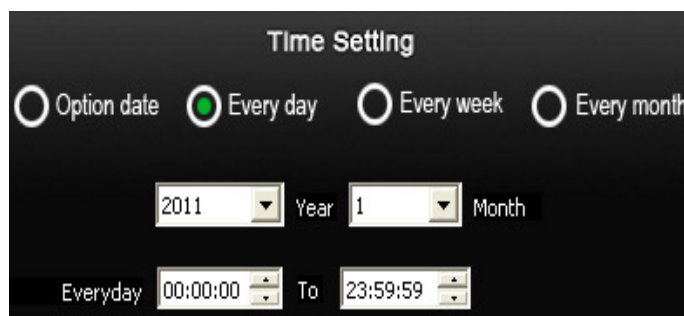 Time Setting
Option date Every day Every week Every month
2011 Year 1 Month
Everyday 00:00:00 To 23:59:59